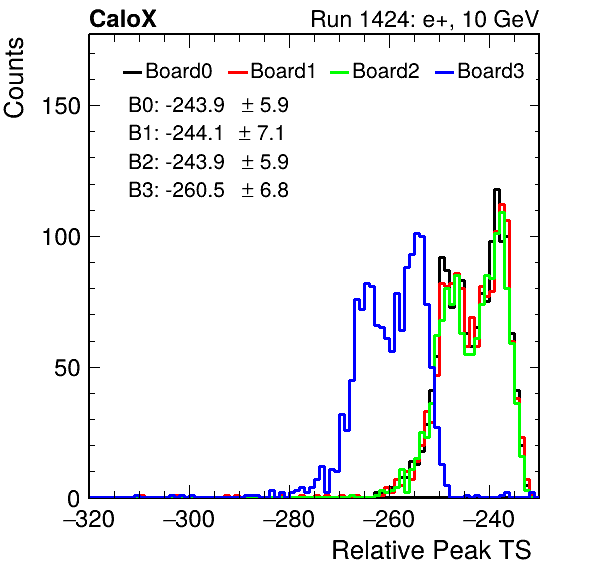 CaloX Run 1424: e+, 10 GeV
Counts
Board0 Board1 Board2 Board3
B0: -243.9 ± 5.9
B1: -244.1 ± 7.1
B2: -243.9 ± 5.9
B3: -260.5 ± 6.8
150
100
50
0
−320 −300 −280 −260 −240
Relative Peak TS